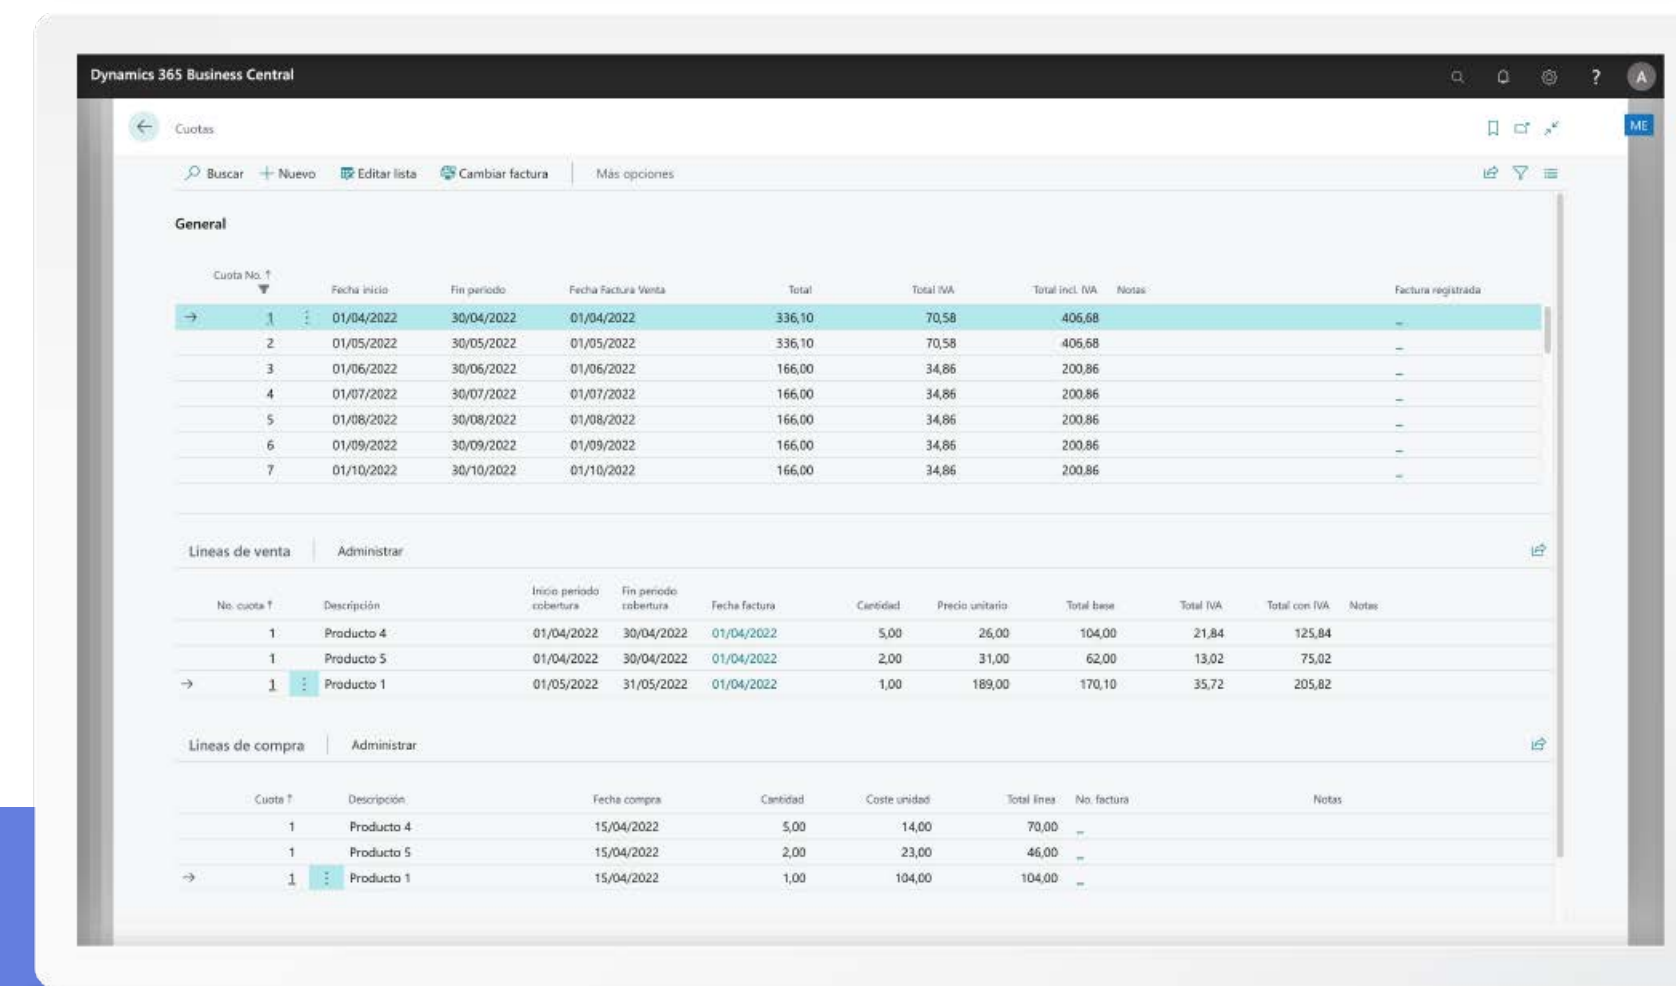 Dynamics 365 Business Central
?
A
Cuotas
ME
Buscar Nuevo Editar lista Cambiar factura Más opciones
General
Cuota No. ↑ Fecha inicio Fin periodo Fecha Factura Venta Total Total IVA Total incl. IVA Notas Factura registrada
1 01/04/2022 30/04/2022 01/04/2022 336,10 70,58 406,68 _
2 01/05/2022 30/05/2022 01/05/2022 336,10 70,58 406,68 _
3 01/06/2022 30/06/2022 01/06/2022 166,00 34,86 200,86 _
4 01/07/2022 30/07/2022 01/07/2022 166,00 34,86 200,86 _
5 01/08/2022 30/08/2022 01/08/2022 166,00 34,86 200,86 _
6 01/09/2022 30/09/2022 01/09/2022 166,00 34,86 200,86 _
7 01/10/2022 30/10/2022 01/10/2022 166,00 34,86 200,86 _
Lineas de venta Administrar
Inicio periodo Fin periodo
No. cuota ↑ Descripción cobertura cobertura Fecha factura Cantidad Precio unitario Total base Total IVA Total con IVA Notas
1 Producto 4 01/04/2022 30/04/2022 01/04/2022 5,00 26,00 104,00 21,84 125,84
1 Producto 5 01/04/2022 30/04/2022 01/04/2022 2,00 31,00 62,00 13,02 75,02
1 Producto 1 01/05/2022 31/05/2022 01/04/2022 1,00 189,00 170,10 35,72 205,82
Lineas de compra Administrar
Cuota ↑ Descripción Fecha compra Cantidad Coste unidad Total linea No. factura Notas
1 Producto 4 15/04/2022 5,00 14,00 70,00 _
1 Producto 5 15/04/2022 2,00 23,00 46,00 _
1 Producto 1 15/04/2022 1,00 104,00 104,00 _